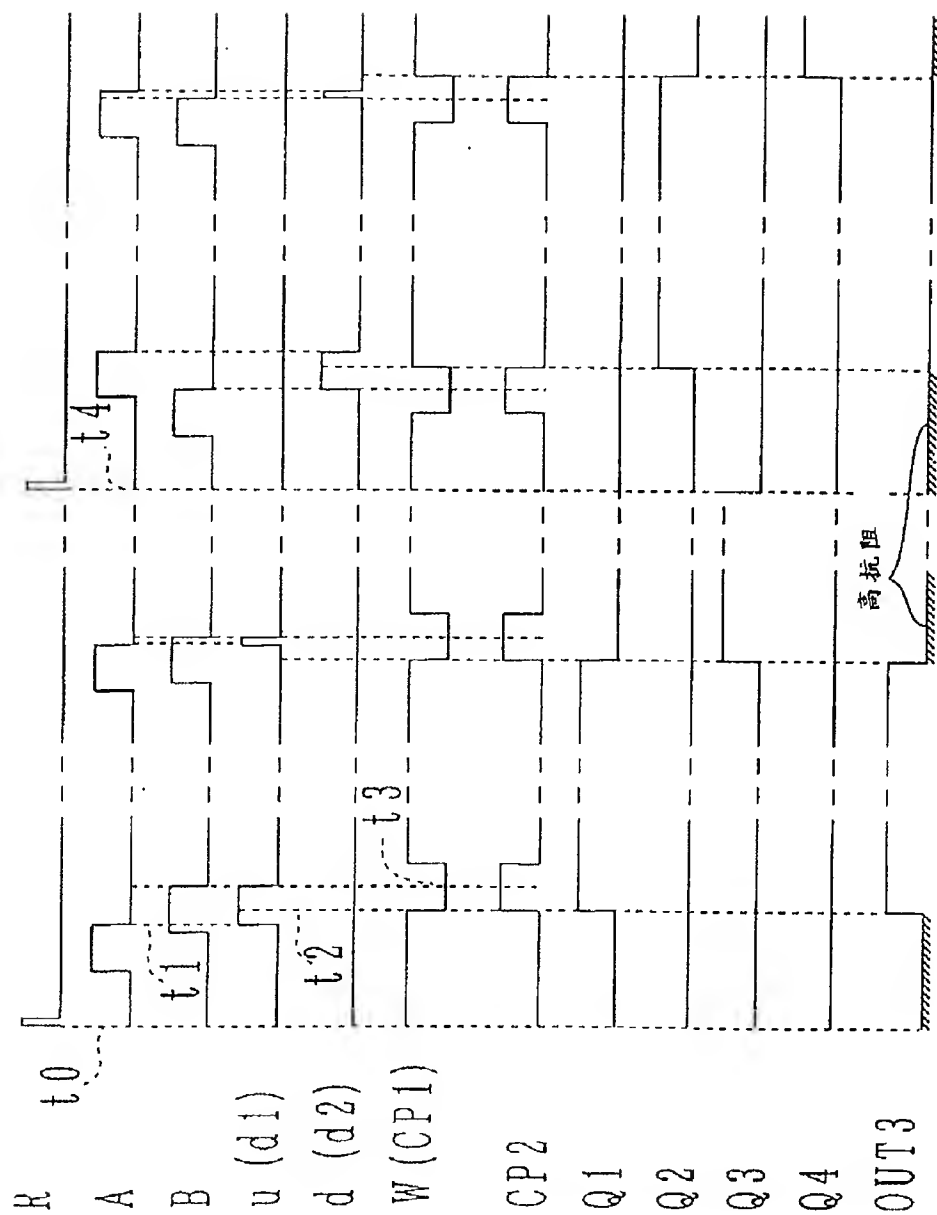 R
A
B
u (d1)
d (d2)
W(CP1)
CP2
Q1
Q2
Q3
Q4
OUT3
t0
t1
t2
t3
t4
高抗阻